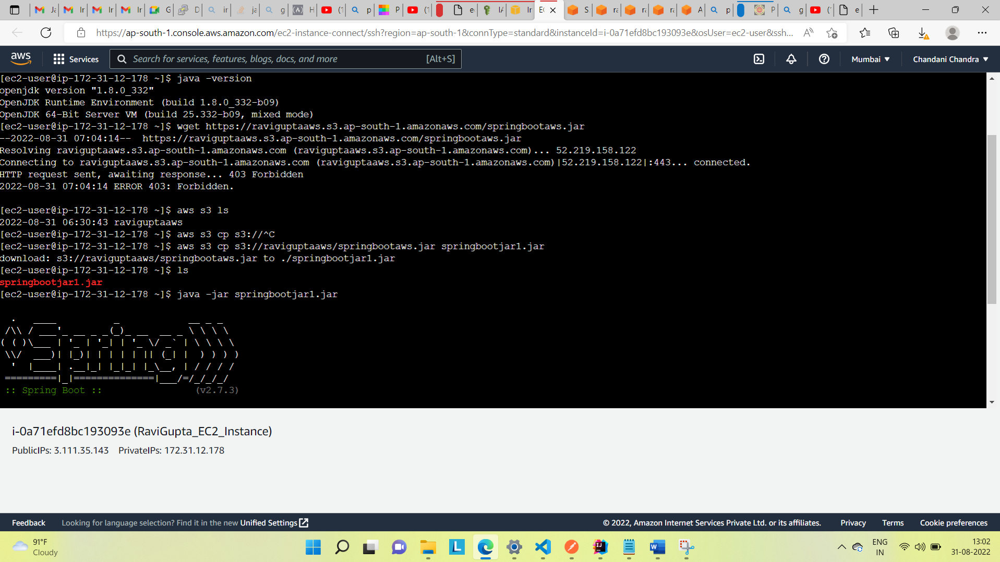 Ja
Ir
Ir
Ir
G
D
ir
ja
g
H
(1
p
P
(1
e
IA
Ir
EC
S
ra
ra
ra
A
p
P
g
(1
e
https://ap-south-1.console.aws.amazon.com/ec2-instance-connect/ssh?region=ap-south-1&connType=standard&instanceId=i-0a71efd8bc193093e&osUser=ec2-user&ssh...
aws
Services
Search for services, features, blogs, docs, and more
[Alt+S]
Mumbai ▼
Chandani Chandra ▼
[ec2-user@ip-172-31-12-178 ~]$ java -version
openjdk version "1.8.0_332"
OpenJDK Runtime Environment (build 1.8.0_332-b09)
OpenJDK 64-Bit Server VM (build 25.332-b09, mixed mode)
[ec2-user@ip-172-31-12-178 ~]$ wget https://raviguptaaws.s3.ap-south-1.amazonaws.com/springbootaws.jar
--2022-08-31 07:04:14--  https://raviguptaaws.s3.ap-south-1.amazonaws.com/springbootaws.jar
Resolving raviguptaaws.s3.ap-south-1.amazonaws.com (raviguptaaws.s3.ap-south-1.amazonaws.com)... 52.219.158.122
Connecting to raviguptaaws.s3.ap-south-1.amazonaws.com (raviguptaaws.s3.ap-south-1.amazonaws.com)|52.219.158.122|:443... connected.
HTTP request sent, awaiting response... 403 Forbidden
2022-08-31 07:04:14 ERROR 403: Forbidden.
[ec2-user@ip-172-31-12-178 ~]$ aws s3 ls
2022-08-31 06:30:43 raviguptaaws
[ec2-user@ip-172-31-12-178 ~]$ aws s3 cp s3://^C
[ec2-user@ip-172-31-12-178 ~]$ aws s3 cp s3://raviguptaaws/springbootaws.jar springbootjar1.jar
download: s3://raviguptaaws/springbootaws.jar to ./springbootjar1.jar
[ec2-user@ip-172-31-12-178 ~]$ ls
springbootjar1.jar
[ec2-user@ip-172-31-12-178 ~]$ java -jar springbootjar1.jar
  .   ____          _            __ _ _
 /\\ / ___'_ __ _ _(_)_ __  __ _ \ \ \ \
( ( )\___ | '_ | '_| | '_ \/ _` | \ \ \ \
 \\/  ___)| |_)| | | | | || (_| |  ) ) ) )
  '  |____| .__|_| |_|_| |_\__, | / / / /
 =========|_|==============|___/=/_/_/_/
 :: Spring Boot ::                (v2.7.3)
i-0a71efd8bc193093e (RaviGupta_EC2_Instance)
PublicIPs: 3.111.35.143 PrivateIPs: 172.31.12.178
Feedback
Looking for language selection? Find it in the new Unified Settings
© 2022, Amazon Internet Services Private Ltd. or its affiliates.
Privacy
Terms
Cookie preferences
91°F
Cloudy
ENG
IN
13:02
31-08-2022